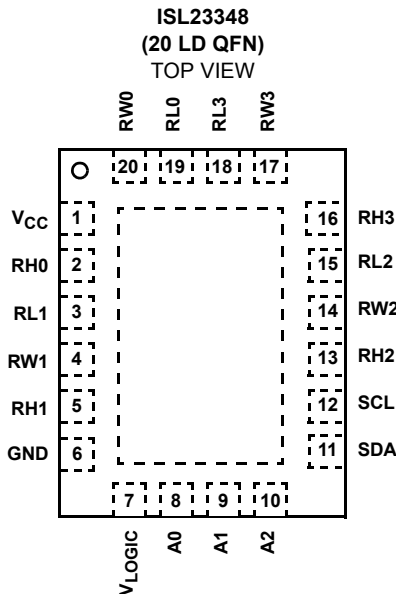 ISL23348
(20 LD QFN)
TOP VIEW
RW0 RL0 RL3 RW3
20 19 18 17
VCC 1 16 RH3
RH0 2 15 RL2
RL1 3 14 RW2
RW1 4 13 RH2
RH1 5 12 SCL
GND 6 11 SDA
7 8 9 10
VLOGIC A0 A1 A2